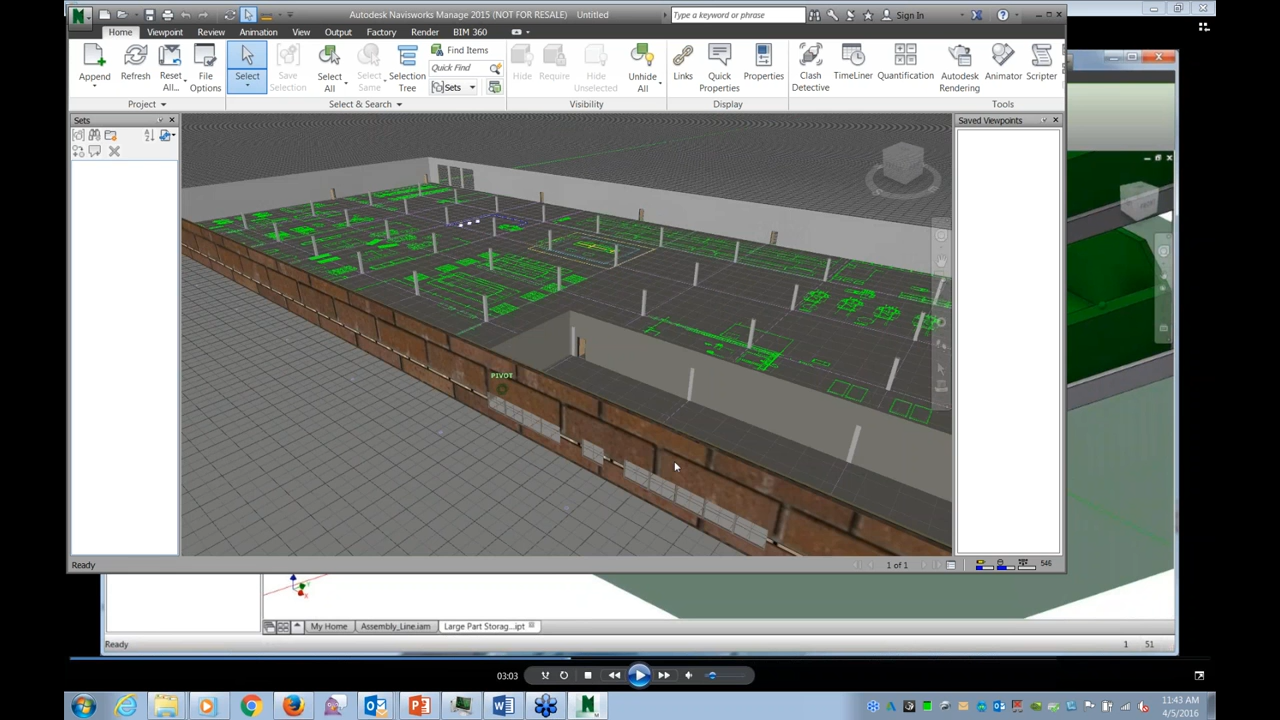 Autodesk Navisworks Manage 2015 (NOT FOR RESALE) Untitled
Type a keyword or phrase
Sign In
Home Viewpoint Review Animation View Output Factory Render BIM 360
Append
Refresh
Reset All...
File Options
Select
Save Selection
Select All
Select Same
Selection Tree
Find Items
Quick Find
Sets
Hide
Require
Hide Unselected
Unhide All
Links
Quick Properties
Properties
Clash Detective
TimeLiner
Quantification
Autodesk Rendering
Animator
Scripter
Project Select & Search Visibility Display Tools
Sets
Saved Viewpoints
PIVOT
Ready
1 of 1
546
My Home Assembly_Line.iam Large Part Storag...ipt
Ready
1 51
03:03
11:43 AM
4/5/2016